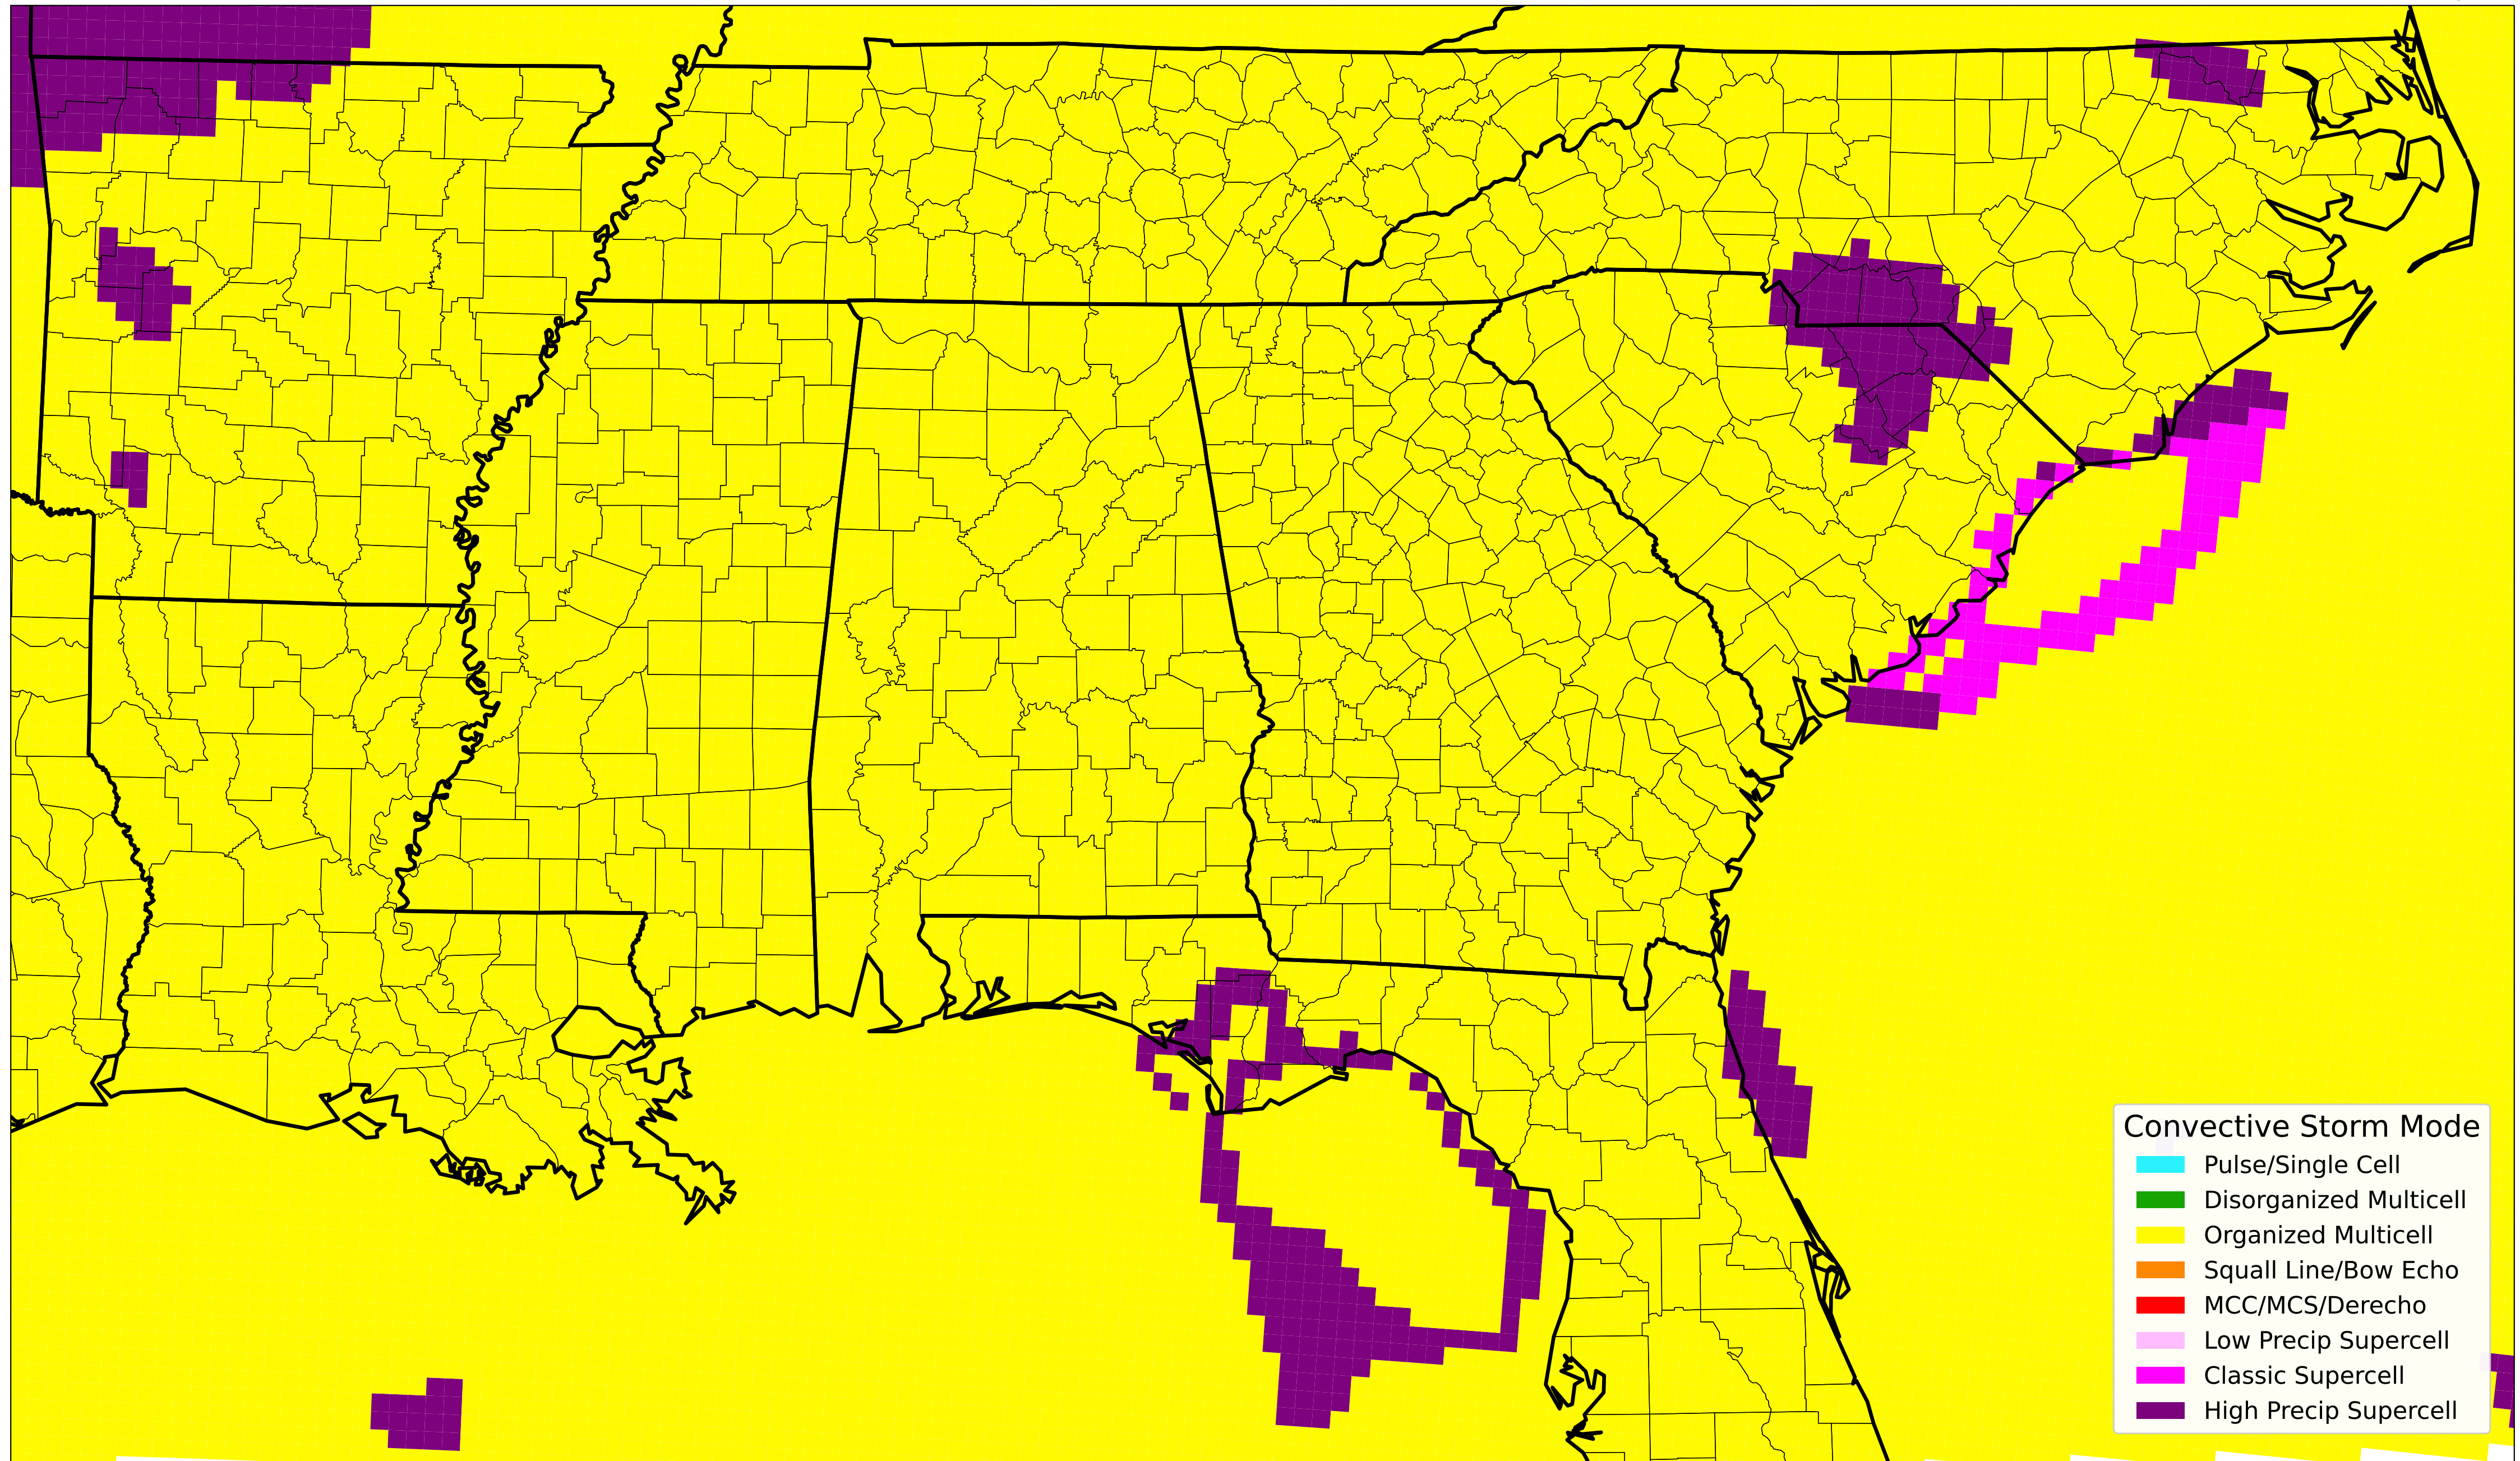 Convective Storm Mode
Pulse/Single Cell
Disorganized Multicell
Organized Multicell
Squall Line/Bow Echo
MCC/MCS/Derecho
Low Precip Supercell
Classic Supercell
High Precip Supercell